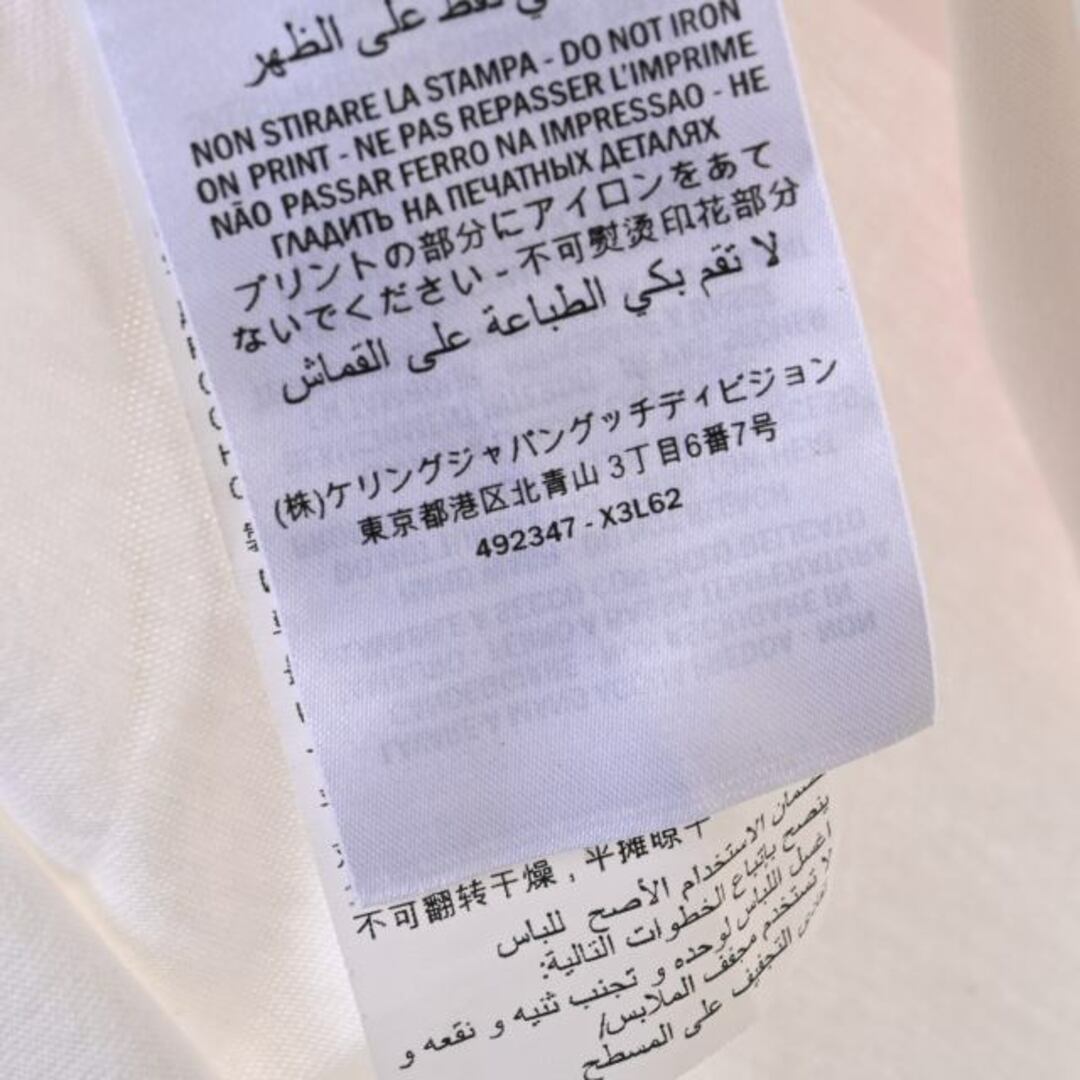 على الظهر
NON STIRARE LA STAMPA - DO NOT IRON
ON PRINT - NE PAS REPASSER L'IMPRIME
NÃO PASSAR FERRO NA IMPRESSAO - НЕ
ГЛАДИТЬ НА ПЕЧАТНЫХ ДЕТАЛЯХ
プリントの部分にアイロンをあて
ないでください - 不可熨烫印花部分
لا تقم بكي الطباعة على القماش
(株)ケリングジャパングッチディビジョン
東京都港区北青山 3丁目6番7号
492347 - X3L62
不可翻转干燥，平摊晾干
الاستخدام الأصح للباس
ينصح بإتباع الخطوات التالية:
اغسل اللباس لوحده و تجنب ثنيه و نقعه و
لا تستخدم مجفف الملابس/
التجفيف على المسطح